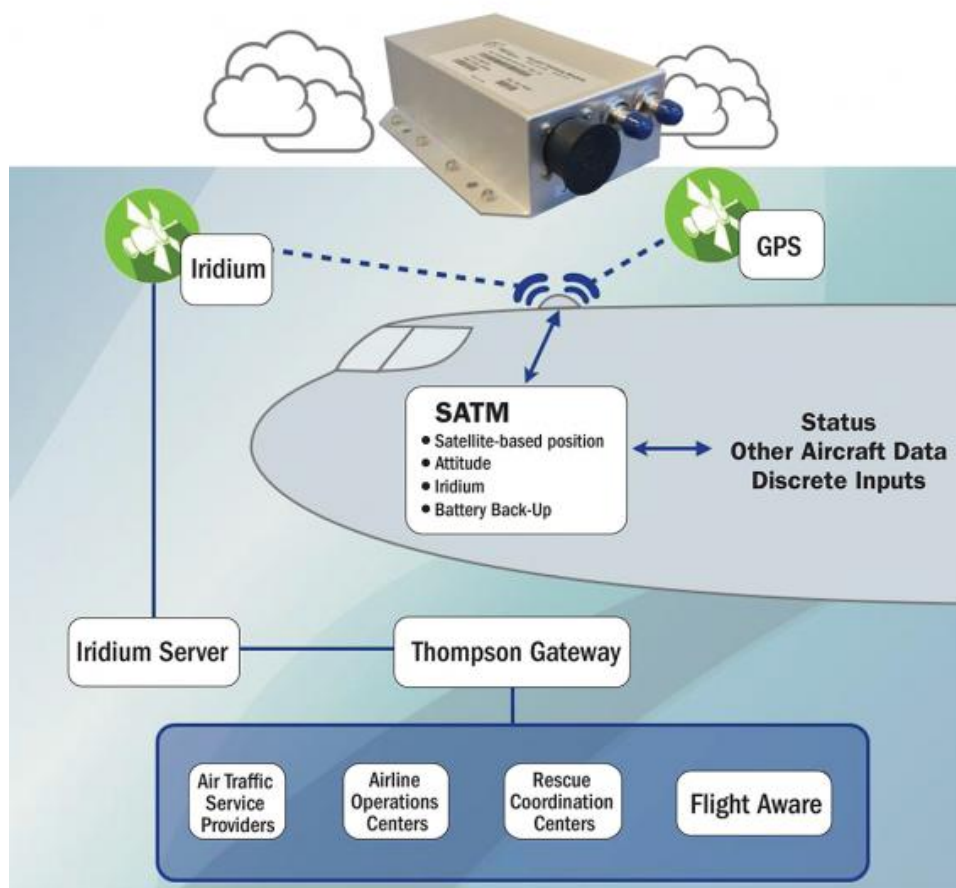 Iridium
GPS
SATM
• Satellite-based position
• Attitude
• Iridium
• Battery Back-Up
Status
Other Aircraft Data
Discrete Inputs
Iridium Server
Thompson Gateway
Air Traffic
Service
Providers
Airline
Operations
Centers
Rescue
Coordination
Centers
Flight Aware